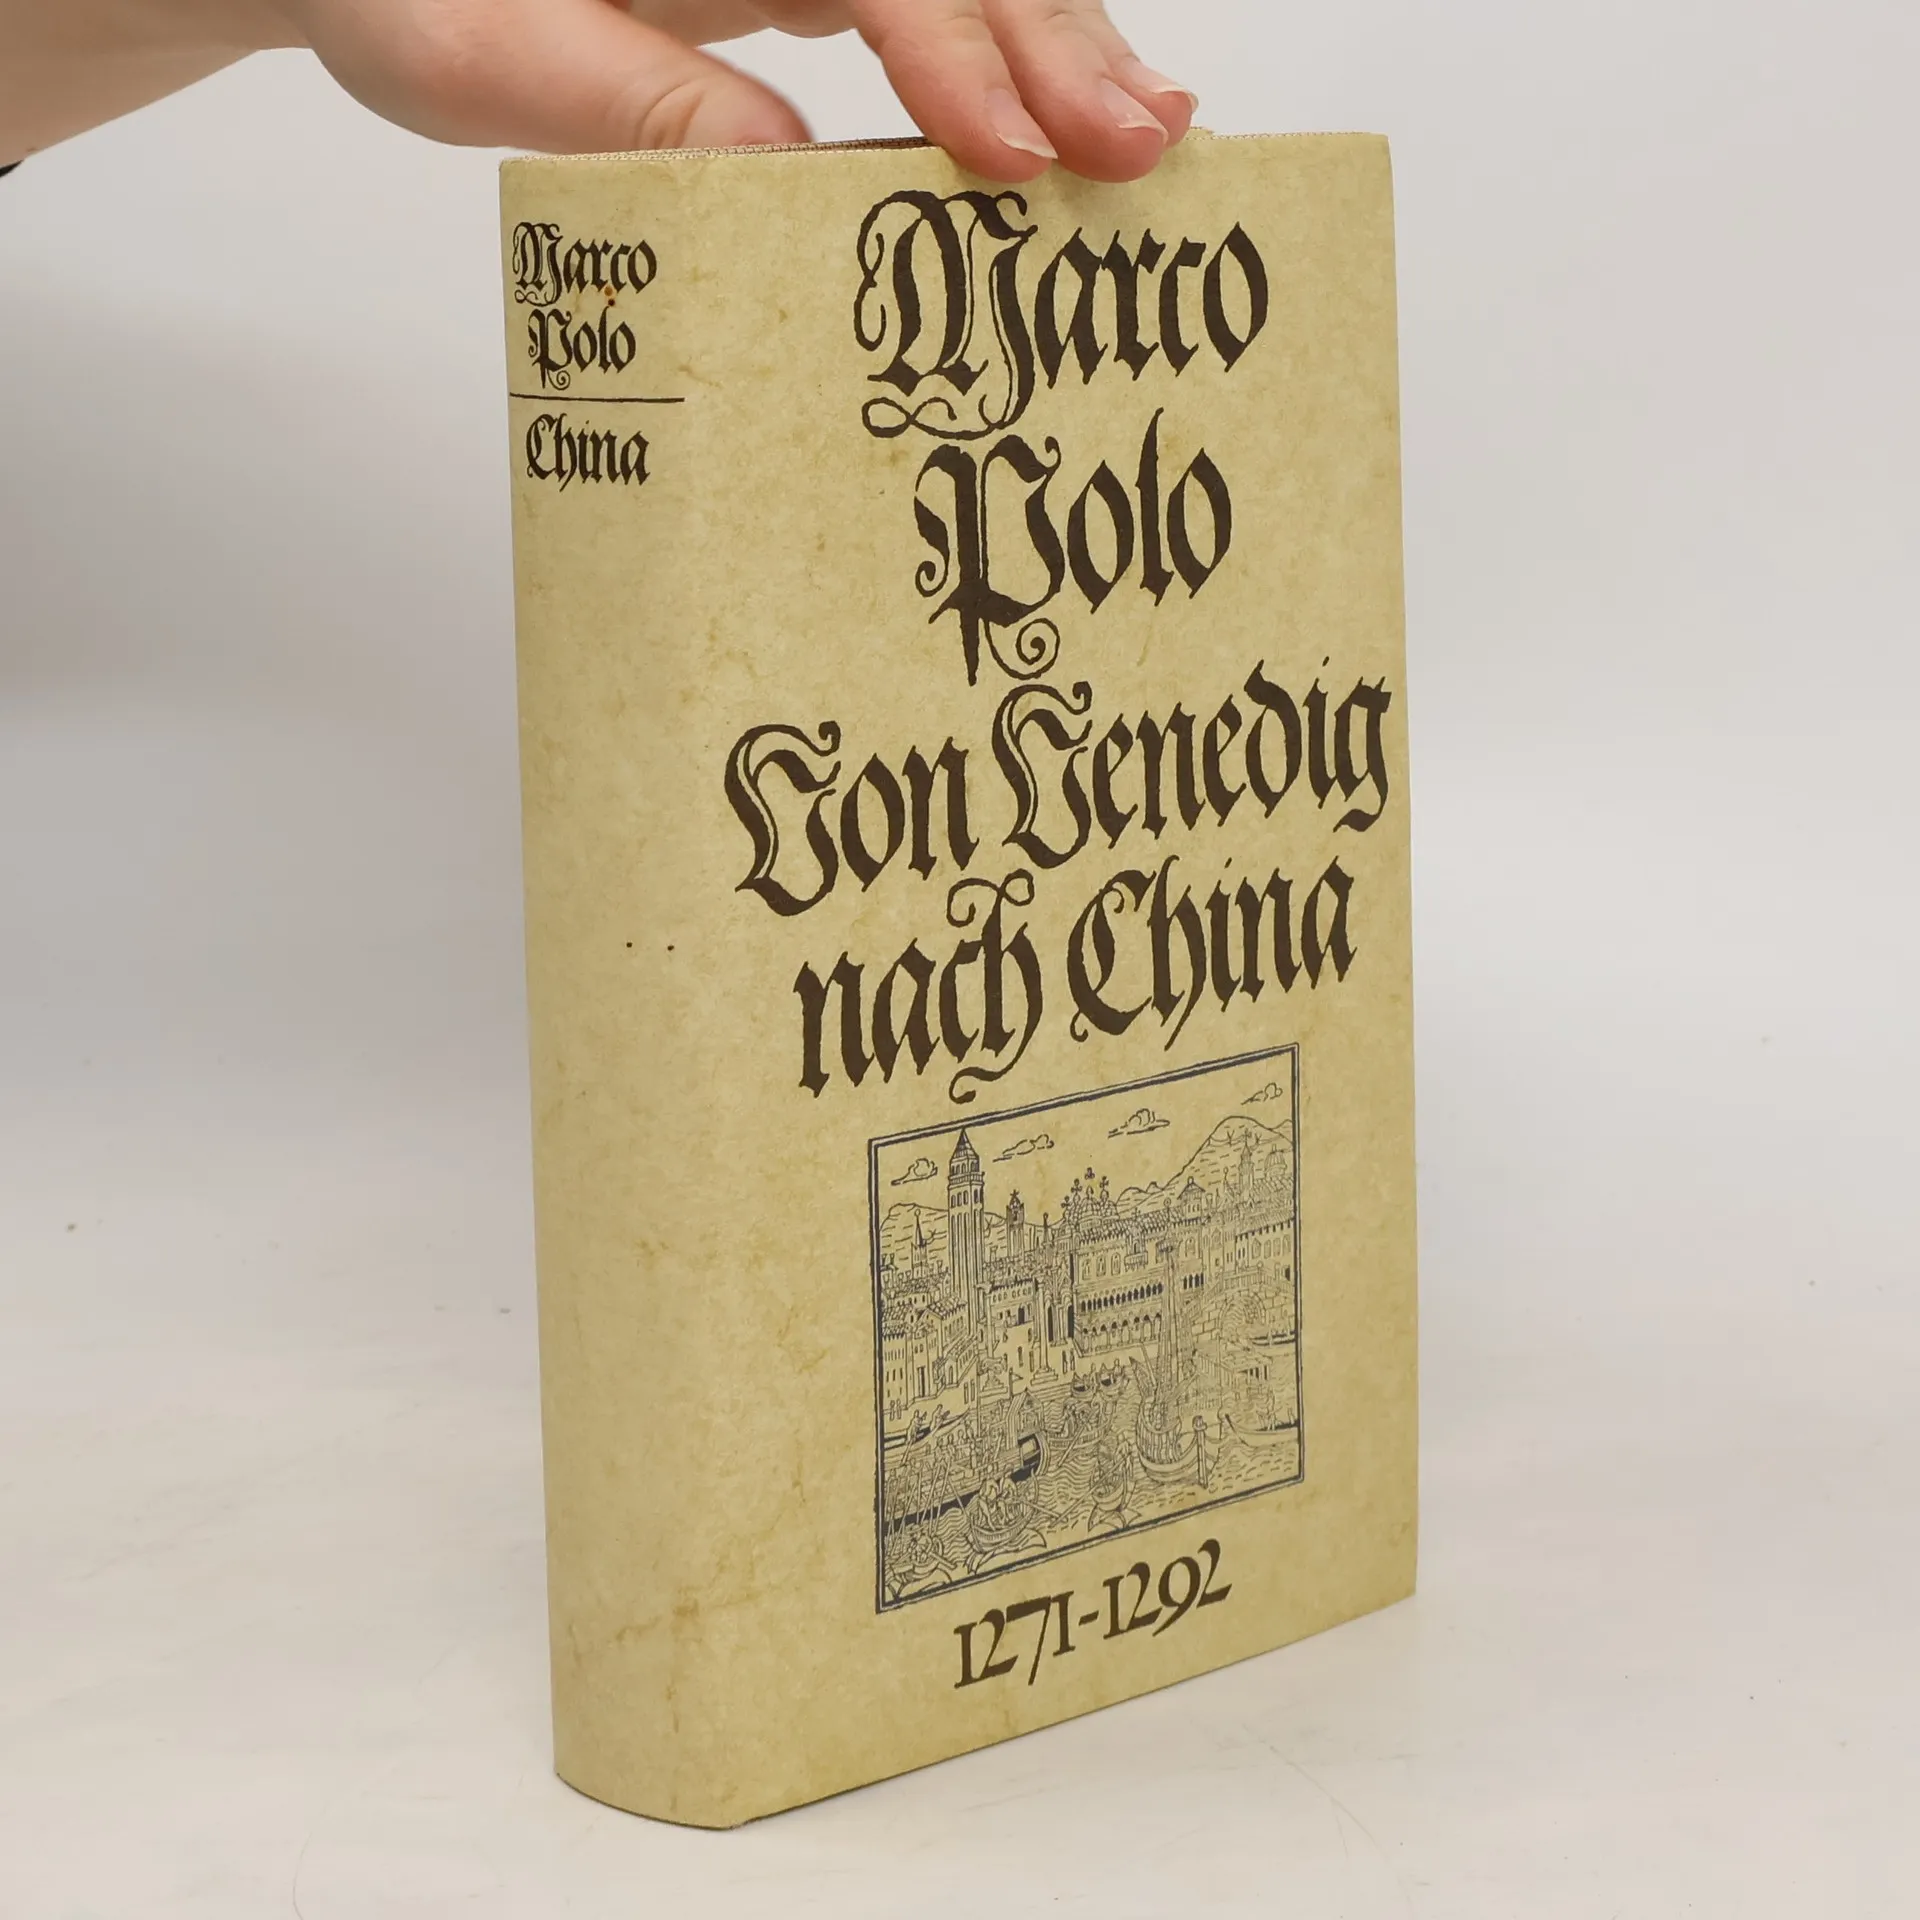 Marco
Polo
China
Marco
Polo
Von Venedig
nach China
1271-1292